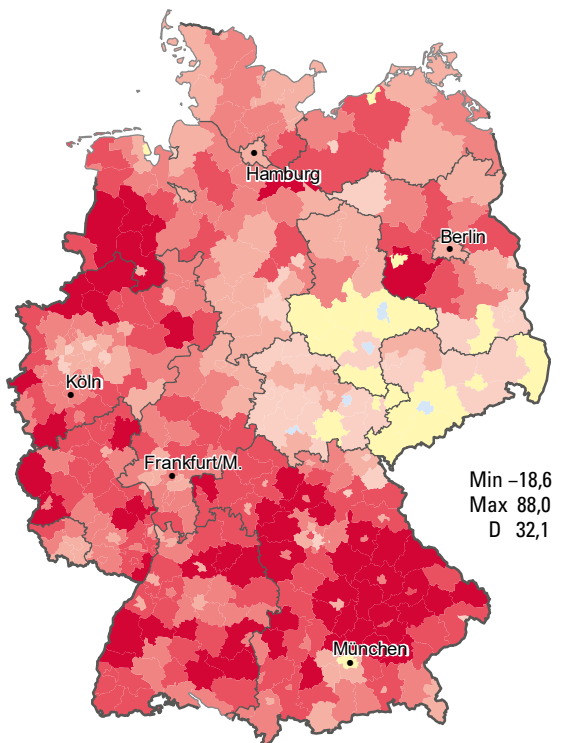 Hamburg
Berlin
Köln
Frankfurt/M.
Min –18,6
Max 88,0
D 32,1
München